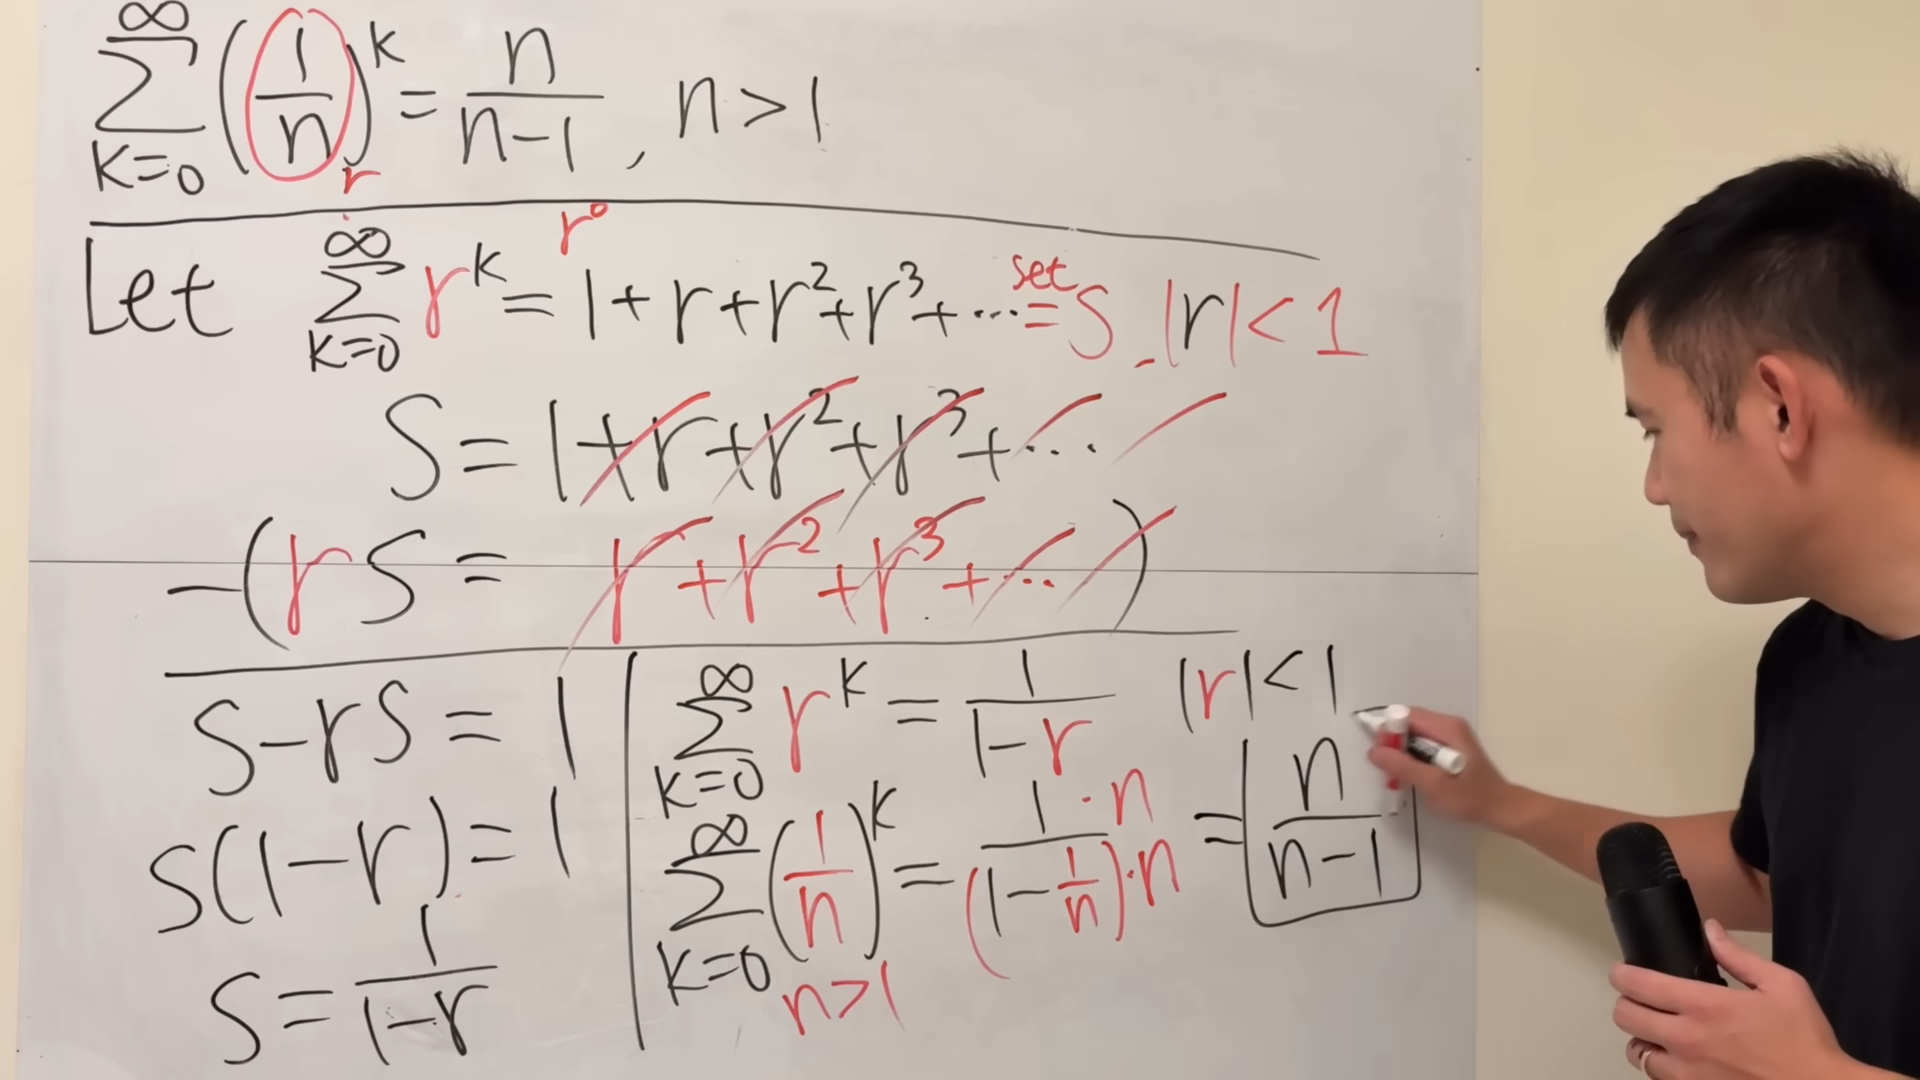 ∞
∑ (1/n)^k = n/(n-1) , n > 1
k=0
r
r⁰
Let ∑_{k=0}^{∞} r^k = 1 + r + r² + r³ + ... set = S , |r| < 1
S = 1 + r + r² + r³ + ...
-(rS = r + r² + r³ + ... )
S - rS = 1
S(1-r) = 1
S = 1/(1-r)
∑_{k=0}^{∞} r^k = 1/(1-r) |r| < 1
∑_{k=0}^{∞} (1/n)^k = 1·n/((1-1/n)·n) = n/(n-1)
n>1